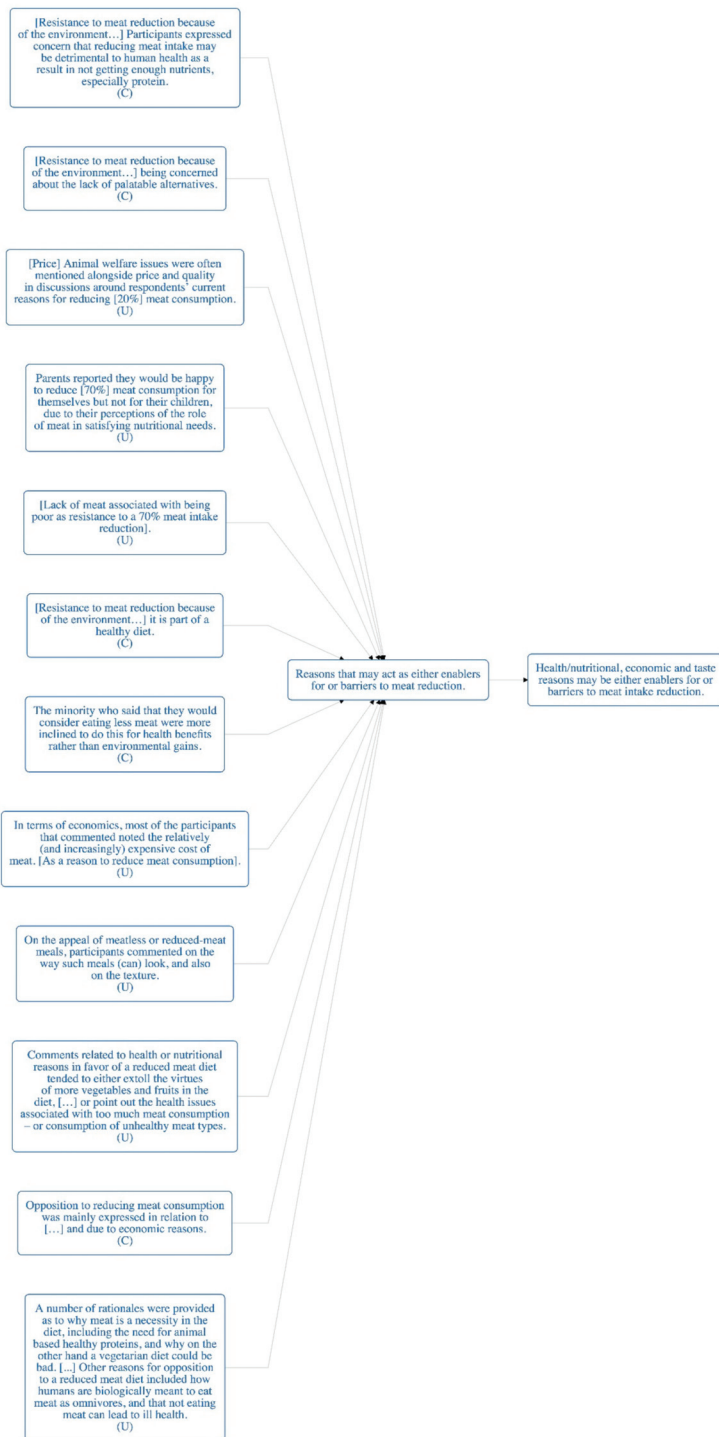 [Resistance to meat reduction because
of the environment…] Participants expressed
concern that reducing meat intake may
be detrimental to human health as a
result in not getting enough nutrients,
especially protein.
(C)
[Resistance to meat reduction because
of the environment…] being concerned
about the lack of palatable alternatives.
(C)
[Price] Animal welfare issues were often
mentioned alongside price and quality
in discussions around respondents' current
reasons for reducing [20%] meat consumption.
(U)
Parents reported they would be happy
to reduce [70%] meat consumption for
themselves but not for their children,
due to their perceptions of the role
of meat in satisfying nutritional needs.
(U)
[Lack of meat associated with being
poor as resistance to a 70% meat intake
reduction].
(U)
[Resistance to meat reduction because
of the environment…] it is part of a
healthy diet.
(C)
The minority who said that they would
consider eating less meat were more
inclined to do this for health benefits
rather than environmental gains.
(C)
In terms of economics, most of the participants
that commented noted the relatively
(and increasingly) expensive cost of
meat. [As a reason to reduce meat consumption].
(U)
On the appeal of meatless or reduced-meat
meals, participants commented on the
way such meals (can) look, and also
on the texture.
(U)
Comments related to health or nutritional
reasons in favor of a reduced meat diet
tended to either extoll the virtues
of more vegetables and fruits in the
diet, […] or point out the health issues
associated with too much meat consumption
– or consumption of unhealthy meat types.
(U)
Opposition to reducing meat consumption
was mainly expressed in relation to
[…] and due to economic reasons.
(C)
A number of rationales were provided
as to why meat is a necessity in the
diet, including the need for animal
based healthy proteins, and why on the
other hand a vegetarian diet could be
bad. [...] Other reasons for opposition
to a reduced meat diet included how
humans are biologically meant to eat
meat as omnivores, and that not eating
meat can lead to ill health.
(U)
Reasons that may act as either enablers
for or barriers to meat reduction.
Health/nutritional, economic and taste
reasons may be either enablers for or
barriers to meat intake reduction.